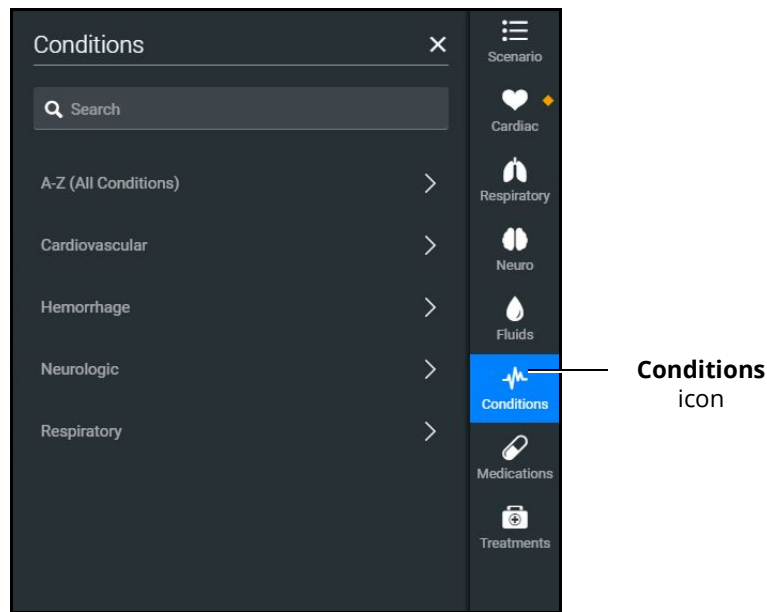 Conditions
Search
A-Z (All Conditions)
Cardiovascular
Hemorrhage
Neurologic
Respiratory
Scenario
Cardiac
Respiratory
Neuro
Fluids
Conditions
Medications
Treatments
Conditions
icon